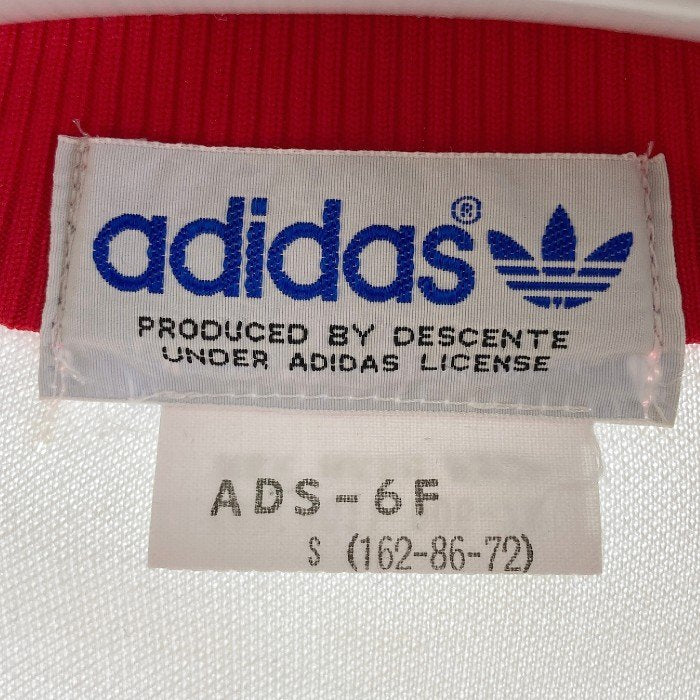 adidas®
PRODUCED BY DESCENTE
UNDER ADIDAS LICENSE
ADS-6F
S (162-86-72)